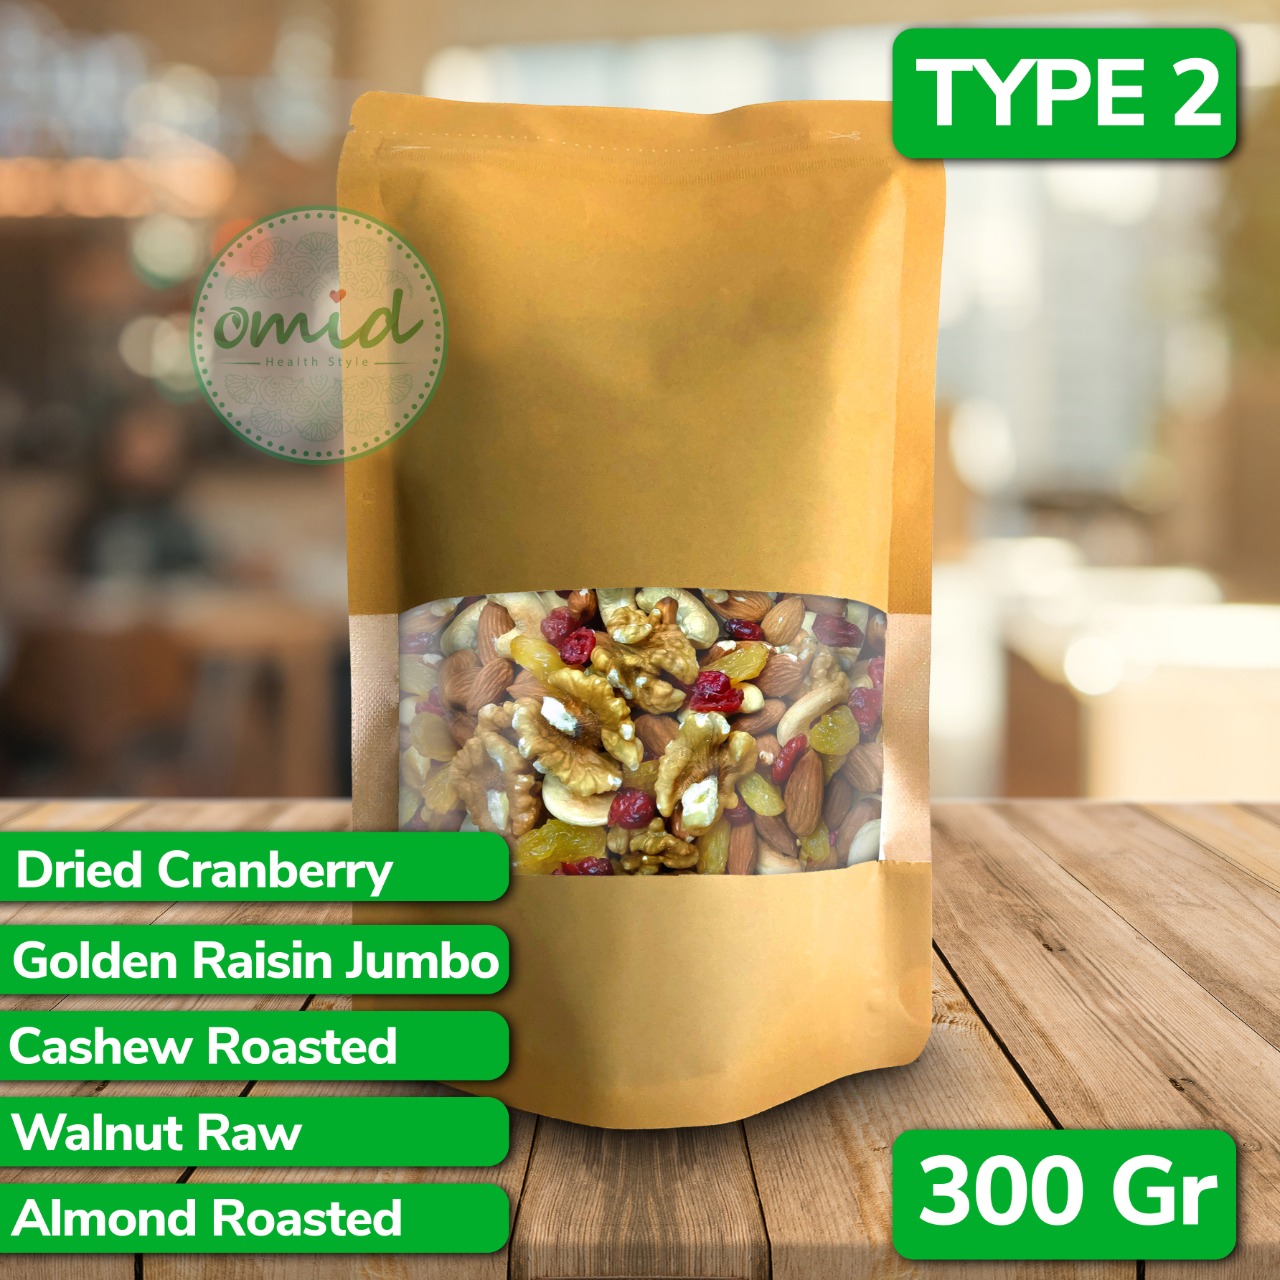 TYPE 2
omid
Health Style
Dried Cranberry
Golden Raisin Jumbo
Cashew Roasted
Walnut Raw
Almond Roasted
300 Gr